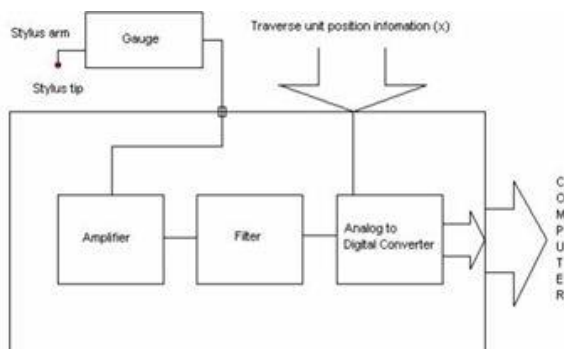 Stylus arm
Gauge
Traverse unit position infomation (x)
Stylus tip
Amplifier
Filter
Analog to
Digital Converter
C
O
M
P
U
T
E
R